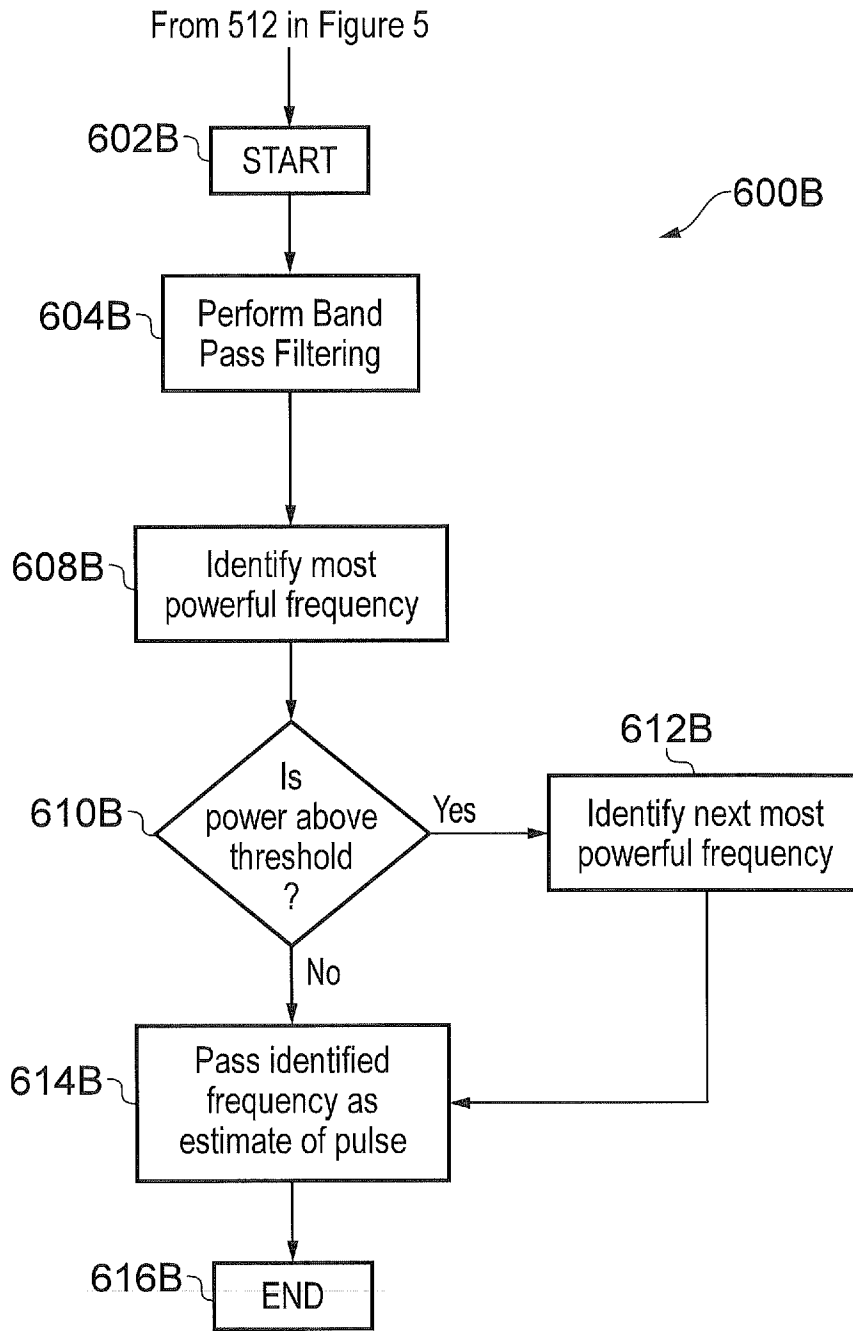 From 512 in Figure 5
602B
START
600B
604B
Perform Band
Pass Filtering
608B
Identify most
powerful frequency
612B
610B
Is
power above
threshold
?
Yes
Identify next most
powerful frequency
No
614B
Pass identified
frequency as
estimate of pulse
616B
END